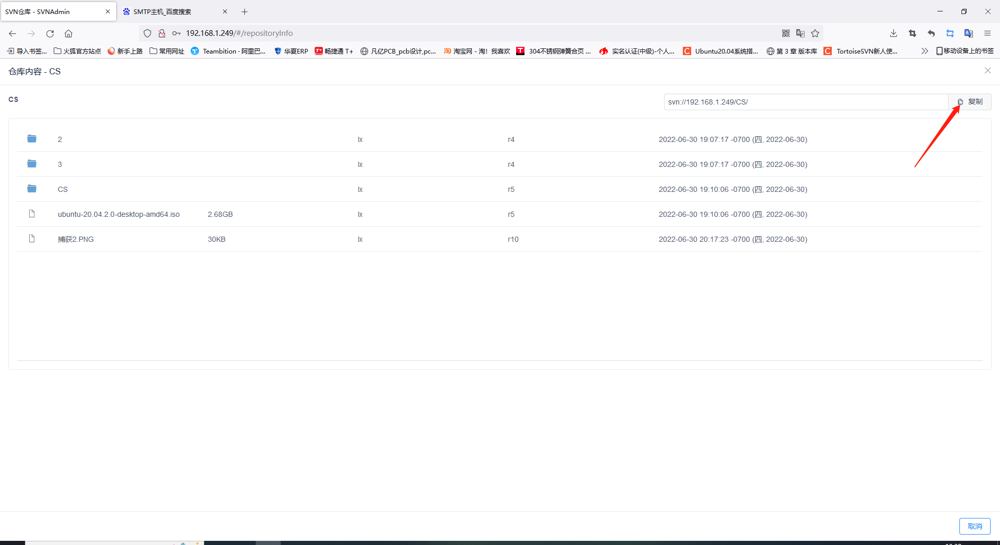 SVN仓库 - SVNAdmin
SMTP主机_百度搜索
192.168.1.249/#/repositoryInfo
导入书签... 火狐官方站点 新手上路 常用网址 Teambition · 阿里巴... 华夏ERP 畅捷通 T+ 凡亿PCB_pcb设计,pc... 淘宝网 - 淘！我喜欢 304不锈钢弹簧合页 ... 实名认证(中级)-个人... Ubuntu20.04系统搭... 第 3 章 版本库 TortoiseSVN新人使... 移动设备上的书签
仓库内容 - CS
CS
svn://192.168.1.249/CS/ 复制
2 lx r4 2022-06-30 19:07:17 -0700 (四, 2022-06-30)
3 lx r4 2022-06-30 19:07:17 -0700 (四, 2022-06-30)
CS lx r5 2022-06-30 19:10:06 -0700 (四, 2022-06-30)
ubuntu-20.04.2.0-desktop-amd64.iso 2.68GB lx r5 2022-06-30 19:10:06 -0700 (四, 2022-06-30)
捕获2.PNG 30KB lx r10 2022-06-30 20:17:23 -0700 (四, 2022-06-30)
取消